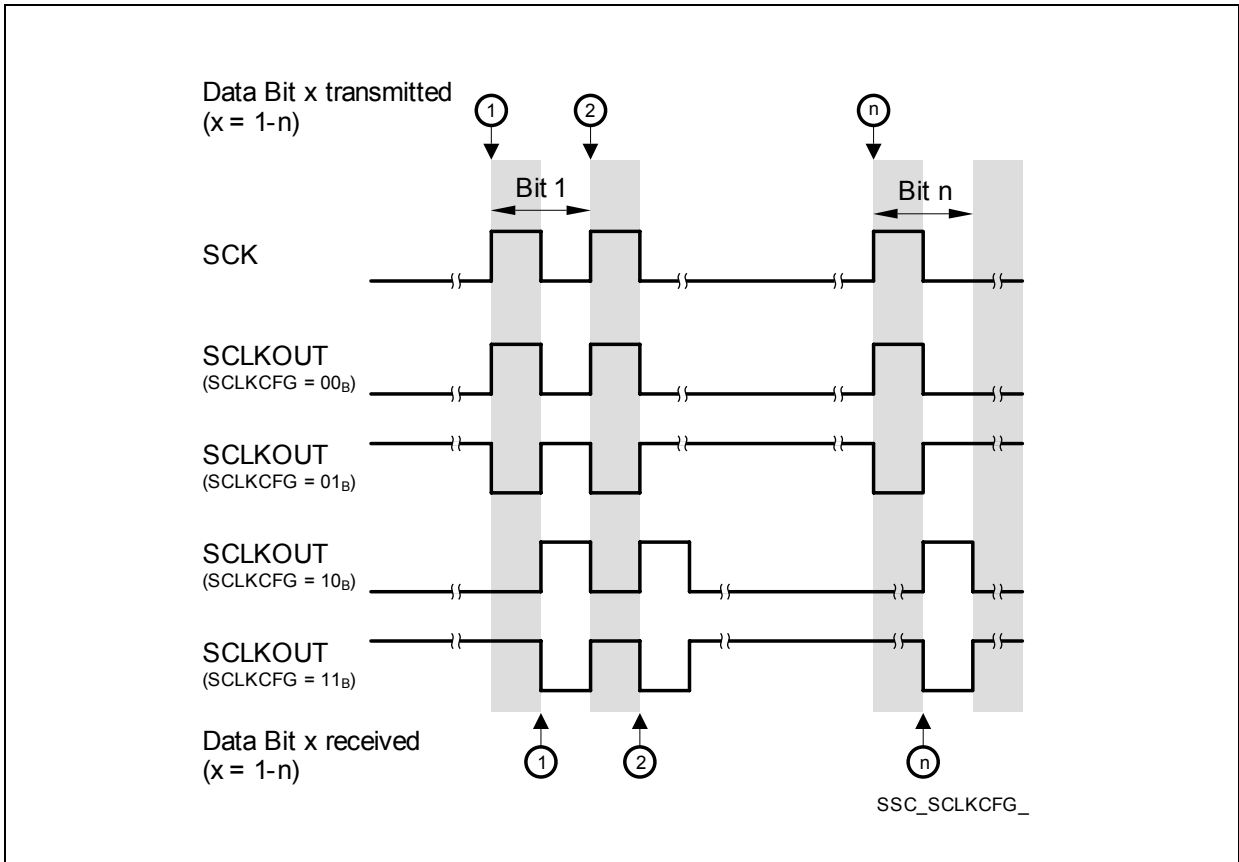 Data Bit x transmitted
(x = 1-n)
1
2
n
Bit 1
Bit n
SCK
SCLKOUT
(SCLKCFG = 00B)
SCLKOUT
(SCLKCFG = 01B)
SCLKOUT
(SCLKCFG = 10B)
SCLKOUT
(SCLKCFG = 11B)
Data Bit x received
(x = 1-n)
1
2
n
SSC_SCLKCFG_